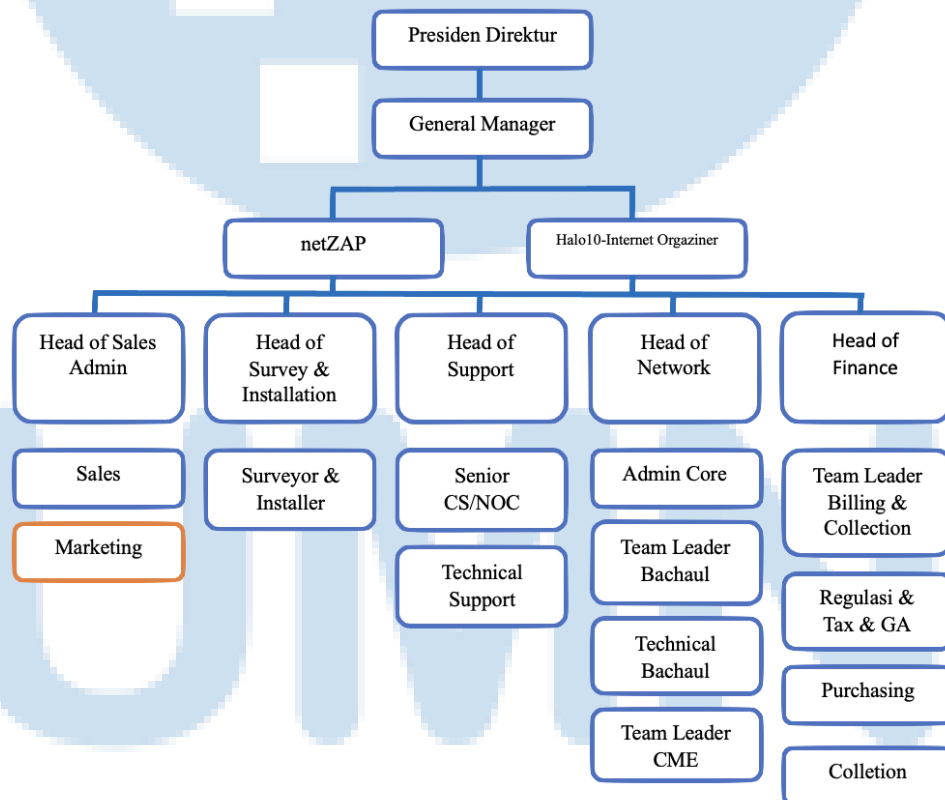 Presiden Direktur
General Manager
netZAP
Halo10-Internet Orgaziner
Head of Sales
Admin
Head of
Survey &
Installation
Head of
Support
Head of
Network
Head of
Finance
Sales
Marketing
Surveyor &
Installer
Senior
CS/NOC
Technical
Support
Admin Core
Team Leader
Bachaul
Technical
Bachaul
Team Leader
CME
Team Leader
Billing &
Collection
Regulasi &
Tax & GA
Purchasing
Colletion
UMN